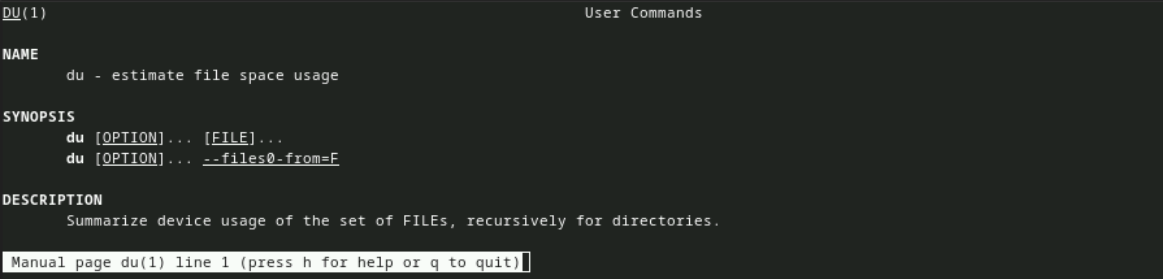 DU(1) User Commands
NAME
du - estimate file space usage
SYNOPSIS
du [OPTION]... [FILE]...
du [OPTION]... --files0-from=F
DESCRIPTION
Summarize device usage of the set of FILEs, recursively for directories.
Manual page du(1) line 1 (press h for help or q to quit)